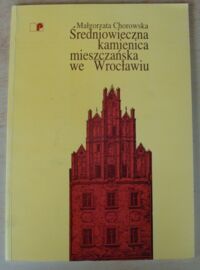 Małgorzata Chorowska
Średniowieczna
kamienica
mieszczańska
we Wrocławiu